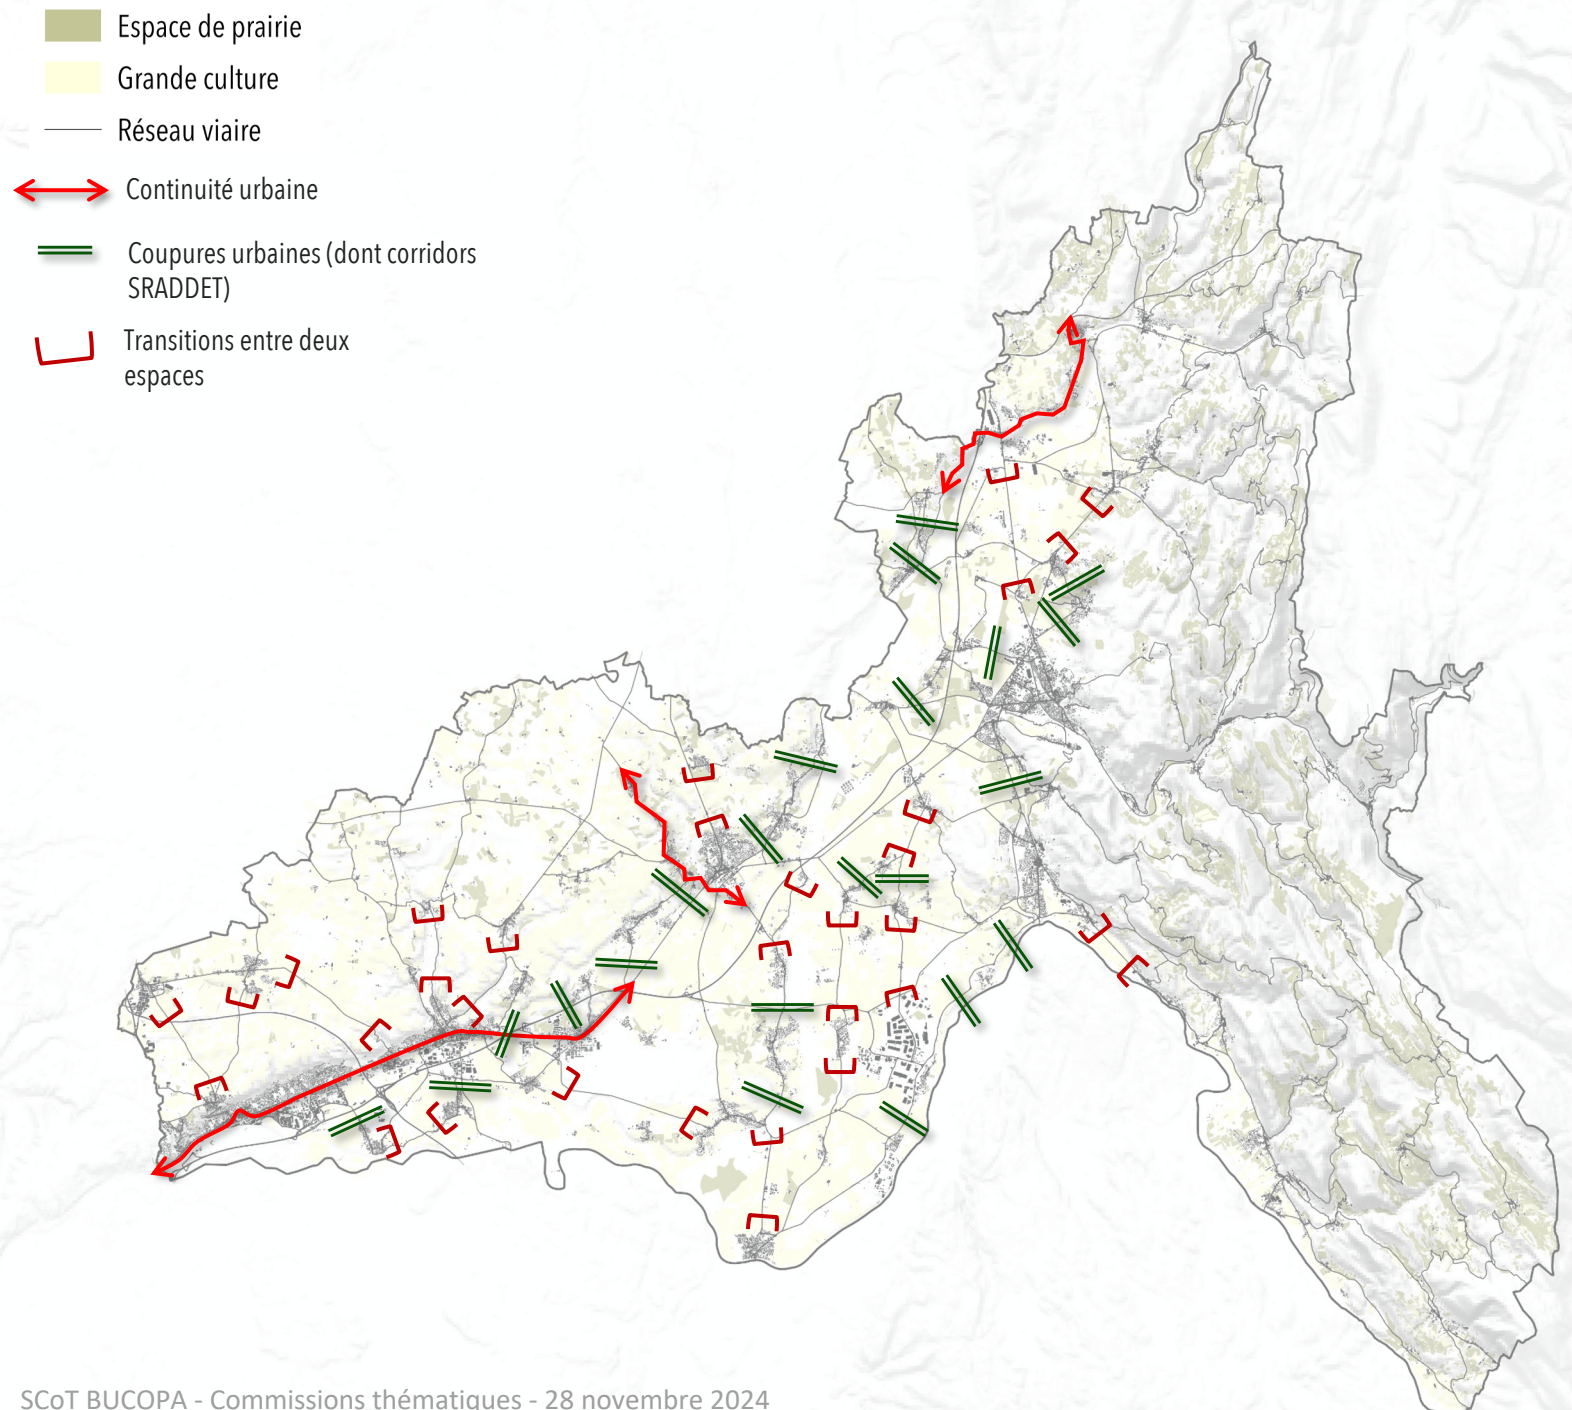 Espace de prairie
Grande culture
Réseau viaire
Continuité urbaine
Coupures urbaines (dont corridors
SRADDET)
Transitions entre deux
espaces
SCoT BUCOPA - Commissions thématiques - 28 novembre 2024